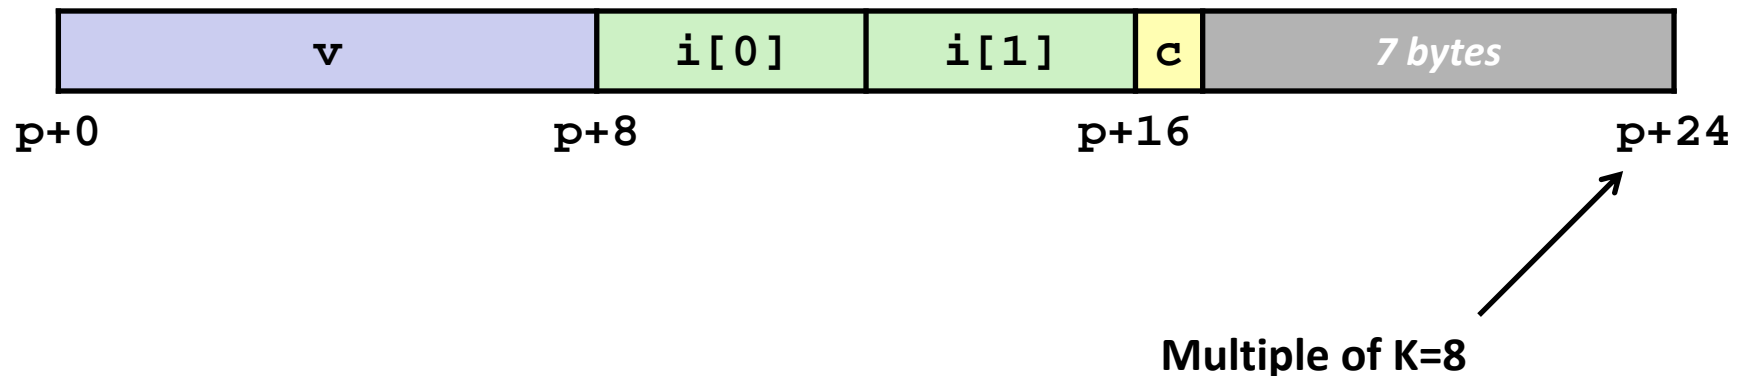 v i[0] i[1] c 7 bytes
p+0 p+8 p+16 p+24
Multiple of K=8